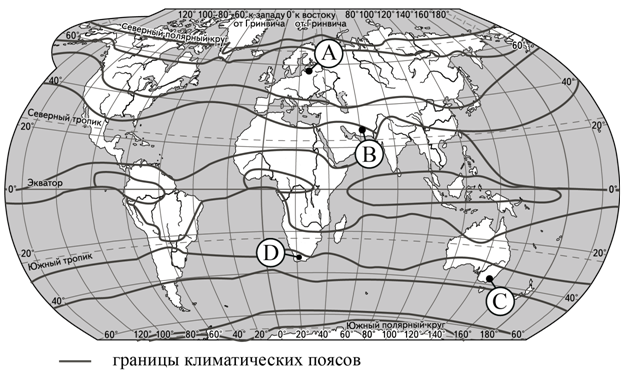 120° 100°-80° 60° к западу 0° к востоку 80° 100° 120° 140° 160° 180°
от Гринвича от Гринвича
Северный полярный круг
60° 60°
A
40° 40°
Северный тропик
20° 20°
B
Экватор 0° 0°
20° 20°
Южный тропик
D
C
40° 40°
Южный полярный круг
60° 120° 100° 80° 60° 40° 20° 0° 20° 40° 60° 80° 100° 120° 140° 160° 180° 60°
границы климатических поясов